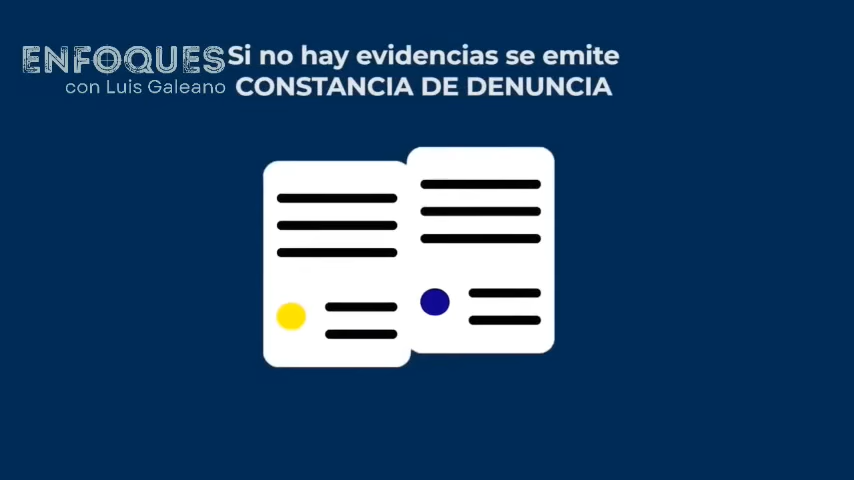 ENFOQUES
con Luis Galeano
Si no hay evidencias se emite
CONSTANCIA DE DENUNCIA